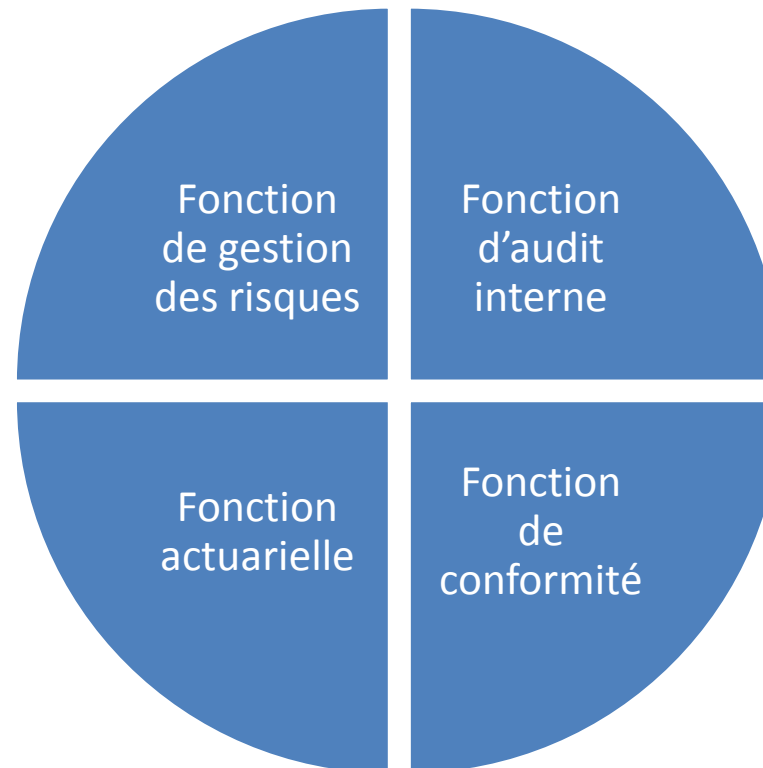 Fonction
de gestion
des risques
Fonction
d’audit
interne
Fonction
actuarielle
Fonction
de
conformité